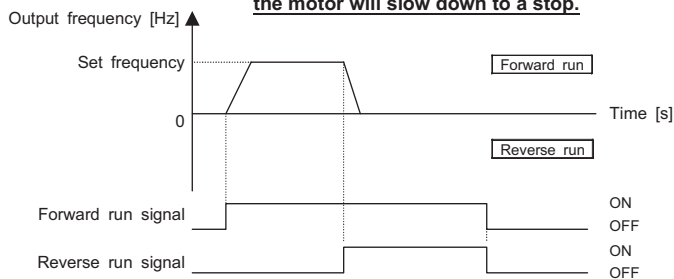 the motor will slow down to a stop.
Output frequency [Hz]
Set frequency
Forward run
0
Time [s]
Reverse run
Forward run signal
ON
OFF
Reverse run signal
ON
OFF